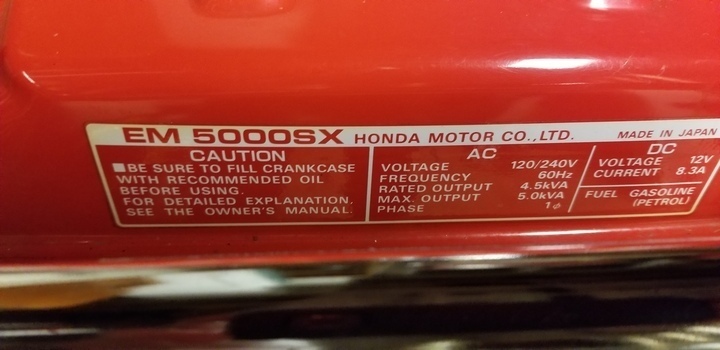 EM 5000SX HONDA MOTOR CO., LTD. MADE IN JAPAN
CAUTION
■BE SURE TO FILL CRANKCASE
WITH RECOMMENDED OIL
BEFORE USING.
FOR DETAILED EXPLANATION,
SEE THE OWNER'S MANUAL.
AC
VOLTAGE 120/240V
FREQUENCY 60Hz
RATED OUTPUT 4.5kVA
MAX. OUTPUT 5.0kVA
PHASE 1ϕ
DC
VOLTAGE 12V
CURRENT 8.3A
FUEL GASOLINE
(PETROL)